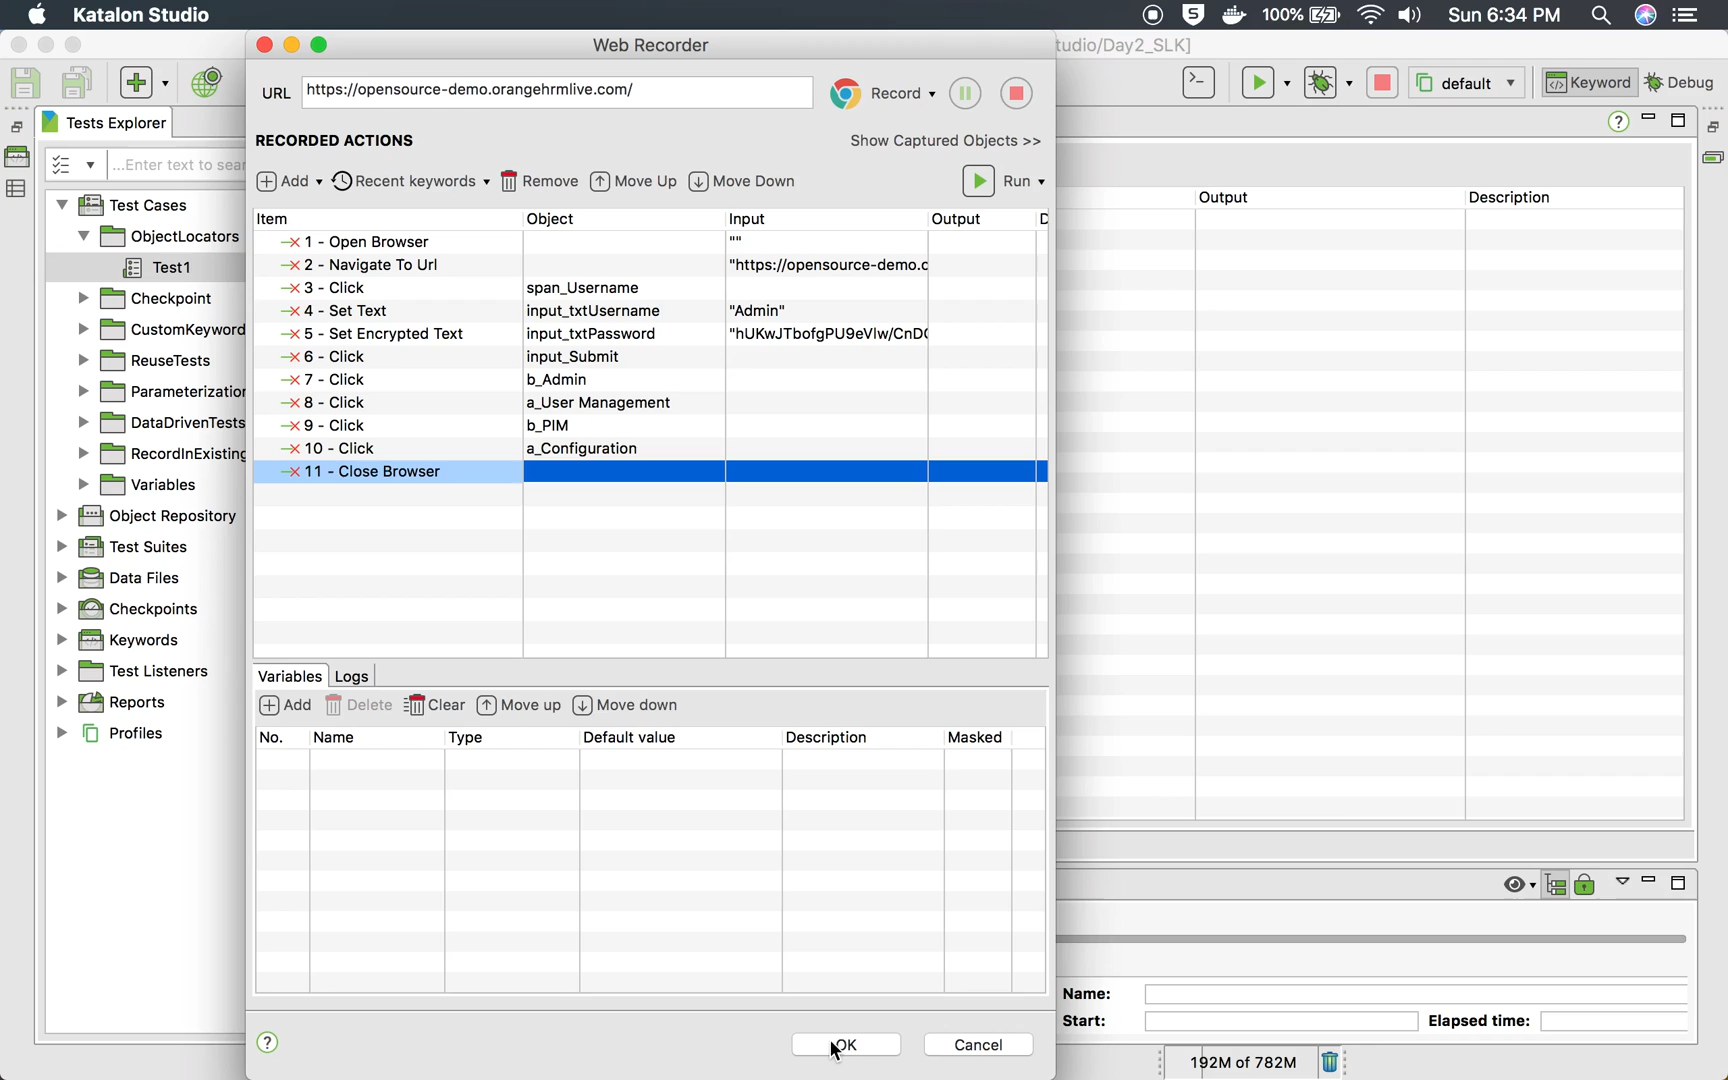 Katalon Studio
100%
Sun 6:34 PM
Web Recorder
tudio/Day2_SLK]
URL https://opensource-demo.orangehrmlive.com/ Record
default
Keyword
Debug
Tests Explorer
RECORDED ACTIONS
Show Captured Objects >>
...Enter text to sear
Add Recent keywords Remove Move Up Move Down Run
Item Object Input Output D
Output Description
1 - Open Browser ""
2 - Navigate To Url "https://opensource-demo.c
3 - Click span_Username
4 - Set Text input_txtUsername "Admin"
5 - Set Encrypted Text input_txtPassword
6 - Click input_Submit
7 - Click b_Admin
8 - Click a_User Management
9 - Click b_PIM
10 - Click a_Configuration
11 - Close Browser
Test Cases
ObjectLocators
Test1
Checkpoint
CustomKeyword
ReuseTests
Parameterization
DataDrivenTests
RecordInExisting
Variables
Object Repository
Test Suites
Data Files
Checkpoints
Keywords
Test Listeners
Reports
Profiles
Variables Logs
Add Delete Clear Move up Move down
No. Name Type Default value Description Masked
Name:
Start: Elapsed time:
OK Cancel
192M of 782M